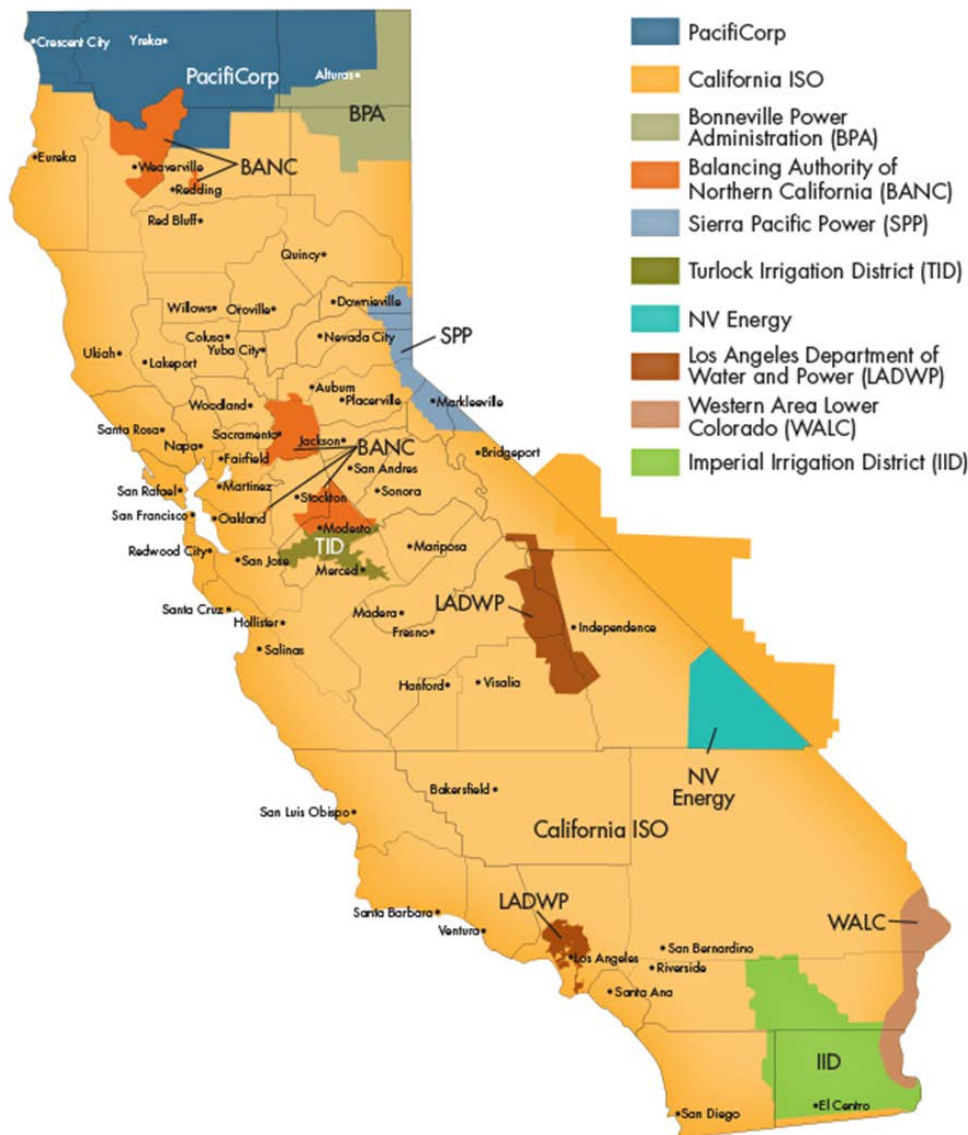 PacifiCorp
California ISO
Bonneville Power
Administration (BPA)
Balancing Authority of
Northern California (BANC)
Sierra Pacific Power (SPP)
Turlock Irrigation District (TID)
NV Energy
Los Angeles Department of
Water and Power (LADWP)
Western Area Lower
Colorado (WALC)
Imperial Irrigation District (IID)
Crescent City
Yreka
PacifiCorp
Alturas
BPA
Eureka
Weaverville
BANC
Redding
Red Bluff
Quincy
Willows
Oroville
Downieville
Colusa
Nevada City
SPP
Yuba City
Ukiah
Lakeport
Auburn
Placerville
Markleeville
Woodland
Santa Rosa
Sacramento
Jackson
BANC
Napa
Fairfield
Bridgeport
San Andres
Martinez
San Rafael
Stockton
Sonora
San Francisco
Oakland
Modesto
Redwood City
TID
Mariposa
San Jose
Merced
Santa Cruz
Hollister
Madera
LADWP
Fresno
Independence
Salinas
Hanford
Visalia
NV
Energy
Bakersfield
San Luis Obispo
California ISO
LADWP
Santa Barbara
WALC
Ventura
San Bernardino
Los Angeles
Riverside
Santa Ana
IID
El Centro
San Diego